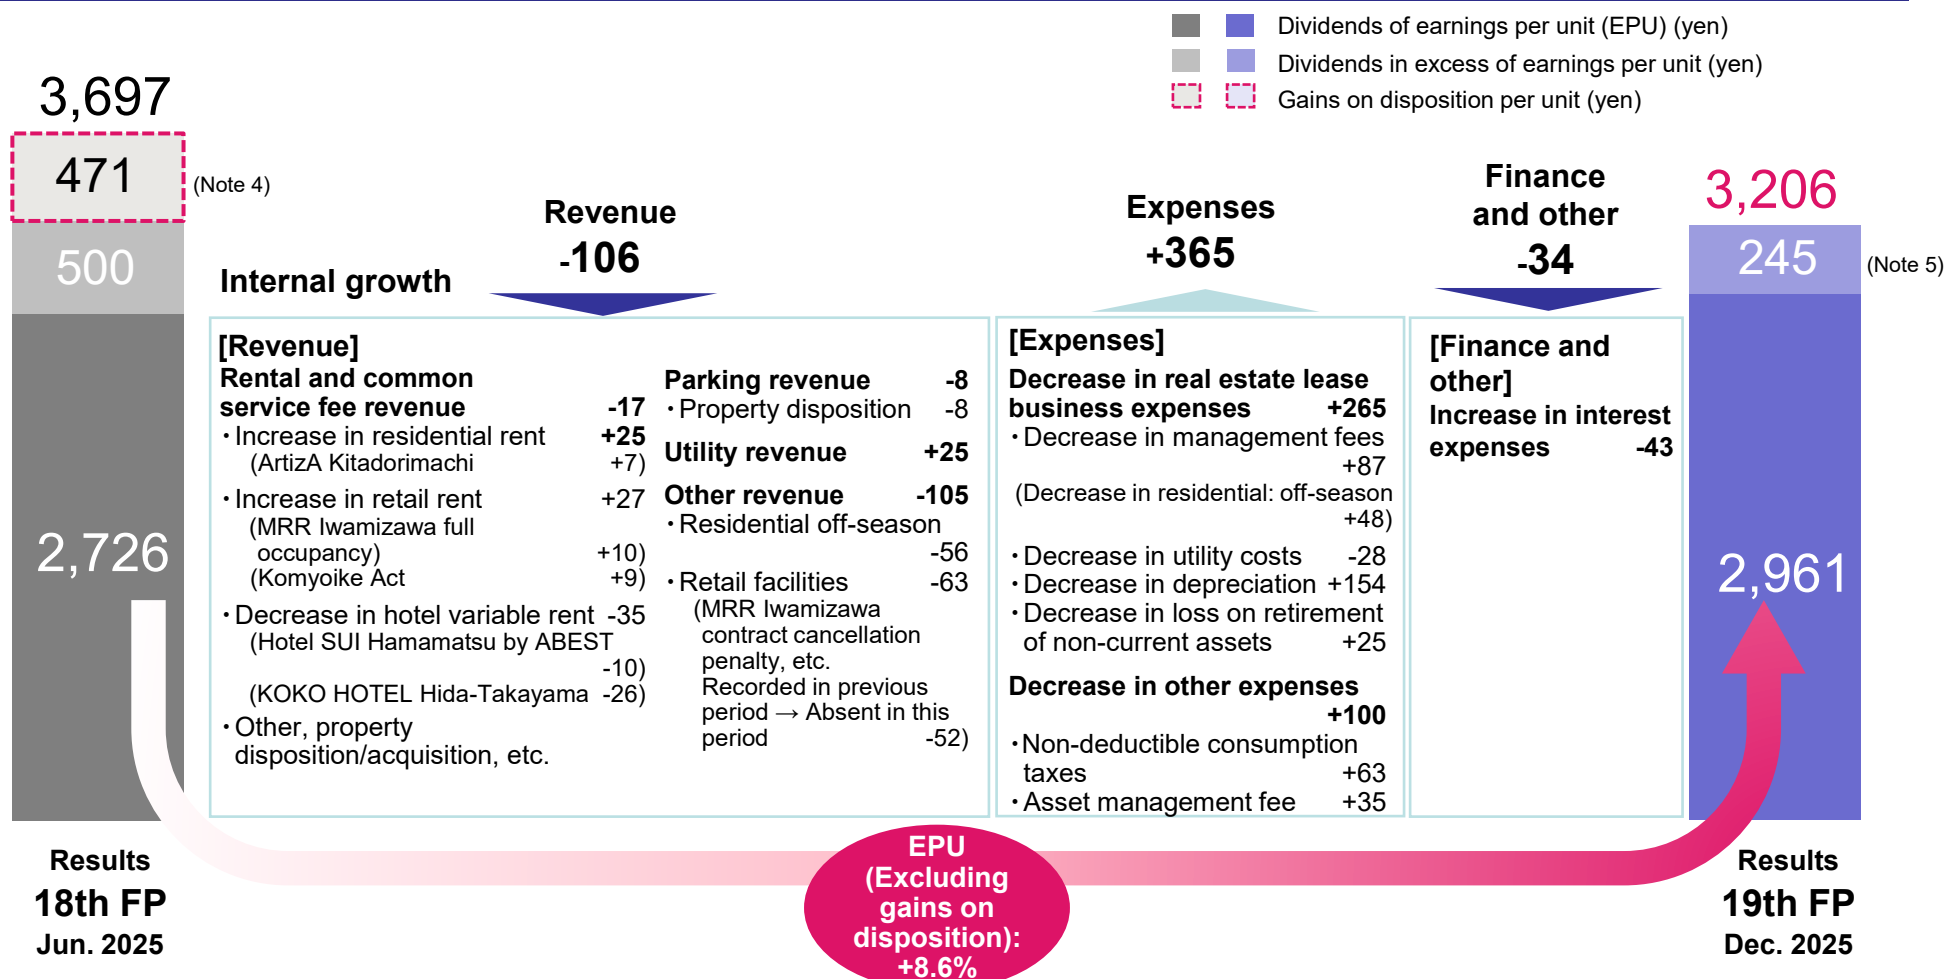 Dividends of earnings per unit (EPU) (yen)
Dividends in excess of earnings per unit (yen)
Gains on disposition per unit (yen)
3,697
471
(Note 4)
500
2,726
Results
18th FP
Jun. 2025
Internal growth
Revenue
-106
[Revenue]
Rental and common
service fee revenue -17
・Increase in residential rent +25
(ArtizA Kitadorimachi +7)
・Increase in retail rent +27
(MRR Iwamizawa full
occupancy) +10)
(Komyoike Act +9)
・Decrease in hotel variable rent -35
(Hotel SUI Hamamatsu by ABEST
-10)
(KOKO HOTEL Hida-Takayama -26)
・Other, property
disposition/acquisition, etc.
Parking revenue -8
・Property disposition -8
Utility revenue +25
Other revenue -105
・Residential off-season
-56
・Retail facilities -63
(MRR Iwamizawa
contract cancellation
penalty, etc.
Recorded in previous
period → Absent in this
period -52)
Expenses
+365
[Expenses]
Decrease in real estate lease
business expenses +265
・Decrease in management fees
+87
(Decrease in residential: off-season
+48)
・Decrease in utility costs -28
・Decrease in depreciation +154
・Decrease in loss on retirement
of non-current assets +25
Decrease in other expenses
+100
・Non-deductible consumption
taxes +63
・Asset management fee +35
Finance
and other
-34
[Finance and
other]
Increase in interest
expenses -43
3,206
245
(Note 5)
2,961
Results
19th FP
Dec. 2025
EPU
(Excluding
gains on
disposition):
+8.6%